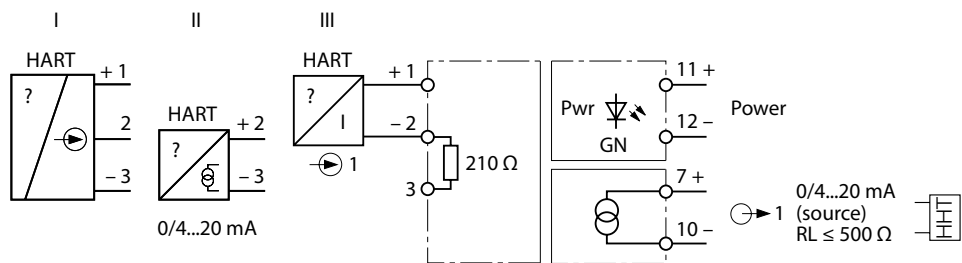 I
II
III
HART
HART
HART
?
+ 1
2
– 3
?
+ 2
– 3
0/4...20 mA
?
I
+ 1
– 2
1
3
210 Ω
Pwr
GN
11 +
12 –
Power
7 +
10 –
1
0/4...20 mA
(source)
RL ≤ 500 Ω
HHT